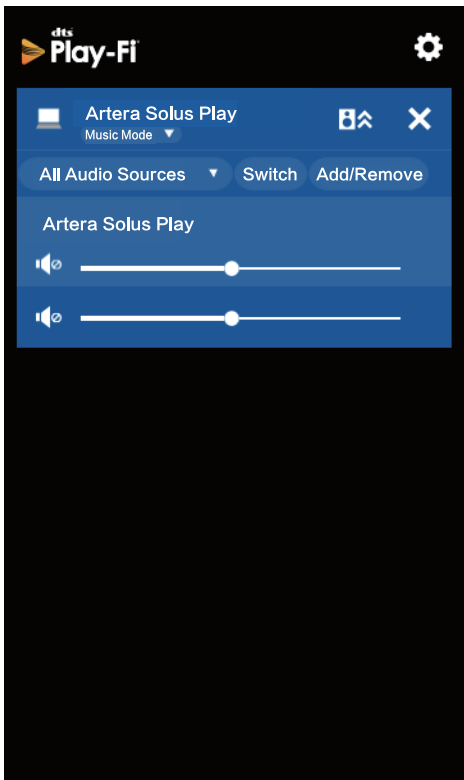 dts
Play-Fi
Artera Solus Play
Music Mode
All Audio Sources
Switch
Add/Remove
Artera Solus Play